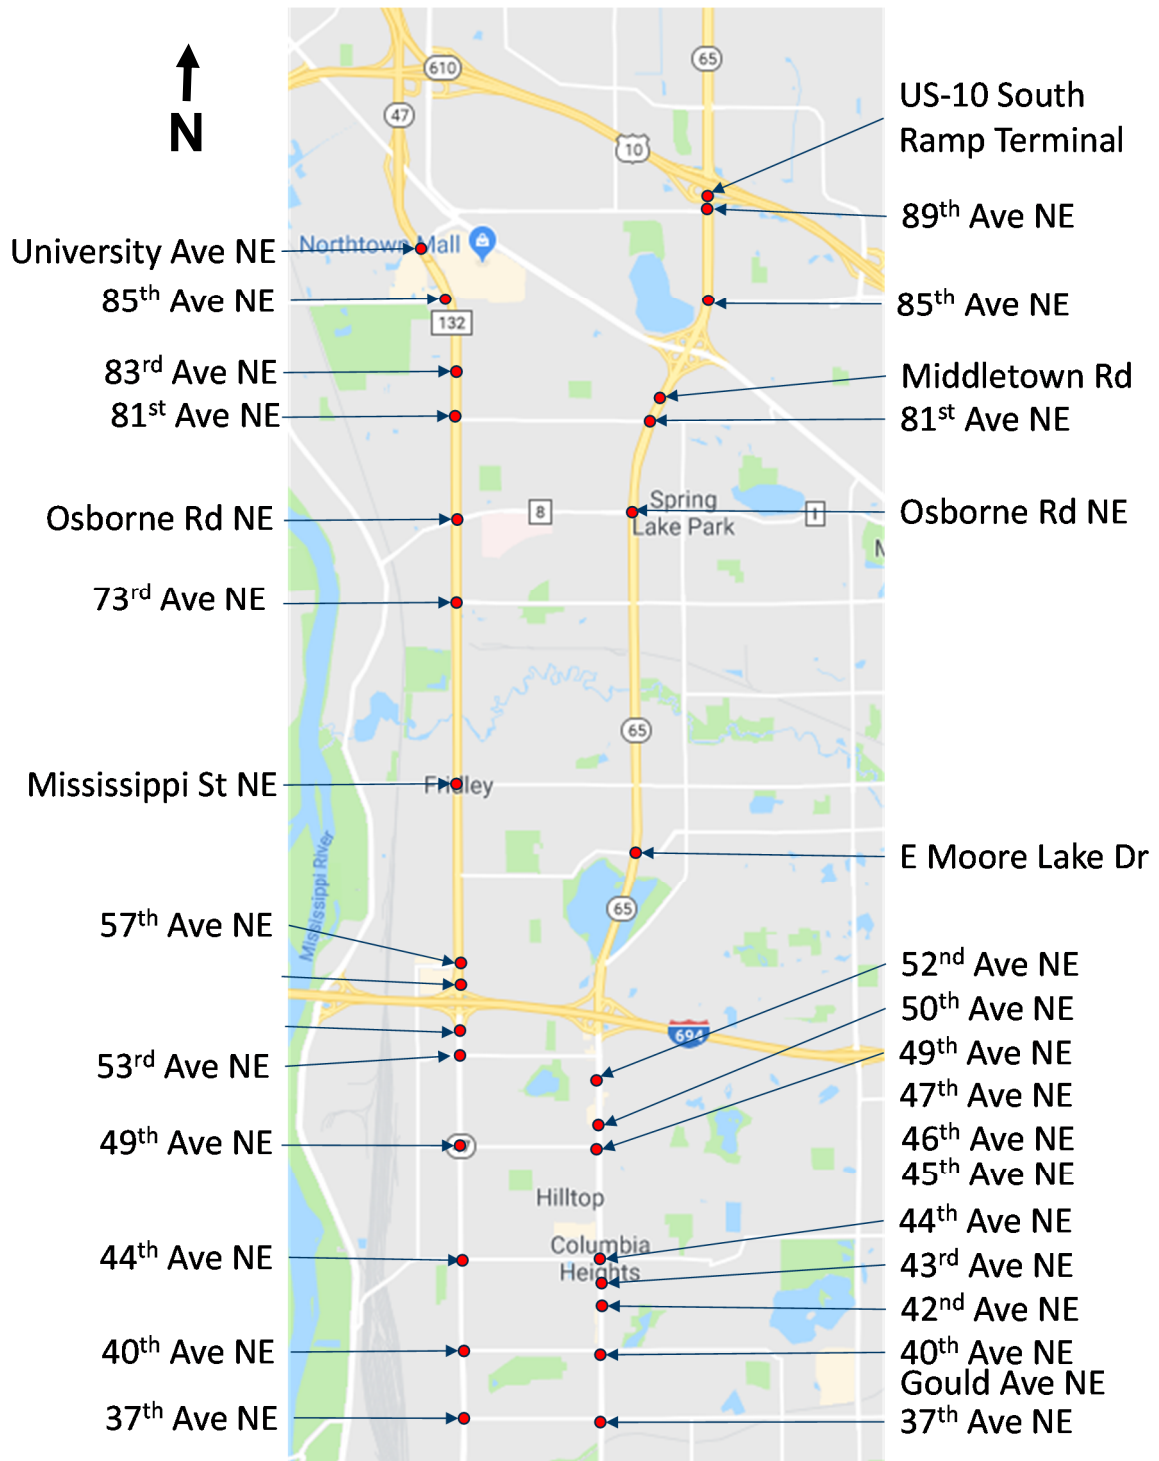 N
610
65
47
10
US-10 South
Ramp Terminal
89th Ave NE
University Ave NE
Northtown Mall
85th Ave NE
85th Ave NE
132
83rd Ave NE
Middletown Rd
81st Ave NE
81st Ave NE
Spring
Lake Park
Osborne Rd NE
8
I
Osborne Rd NE
73rd Ave NE
65
Mississippi St NE
Fridley
E Moore Lake Dr
Mississippi River
65
57th Ave NE
52nd Ave NE
50th Ave NE
694
53rd Ave NE
49th Ave NE
47th Ave NE
49th Ave NE
46th Ave NE
45th Ave NE
Hilltop
44th Ave NE
44th Ave NE
Columbia
Heights
43rd Ave NE
42nd Ave NE
40th Ave NE
40th Ave NE
Gould Ave NE
37th Ave NE
37th Ave NE